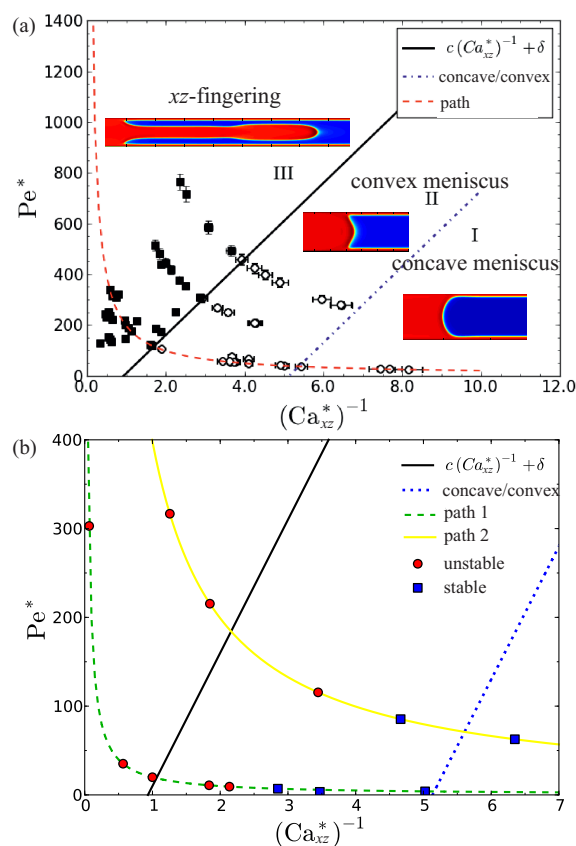 (a)
1400
1200
1000
800
600
400
200
0
Pe*
0.0 2.0 4.0 6.0 8.0 10.0 12.0
(Ca*xz)⁻¹
c (Ca*xz)⁻¹ + δ
concave/convex
path
xz-fingering
III
convex meniscus
II
I
concave meniscus
(b)
400
300
200
100
0
Pe*
0 1 2 3 4 5 6 7
(Ca*xz)⁻¹
c (Ca*xz)⁻¹ + δ
concave/convex
path 1
path 2
unstable
stable